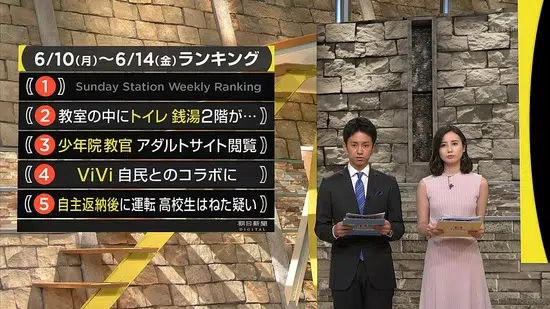 6/10(月)～6/14(金)ランキング
1 Sunday Station Weekly Ranking
2 教室の中にトイレ 銭湯2階が…
3 少年院教官 アダルトサイト閲覧
4 ViVi 自民とのコラボに
5 自主返納後に運転 高校生はねた疑い
朝日新聞
DIGITAL